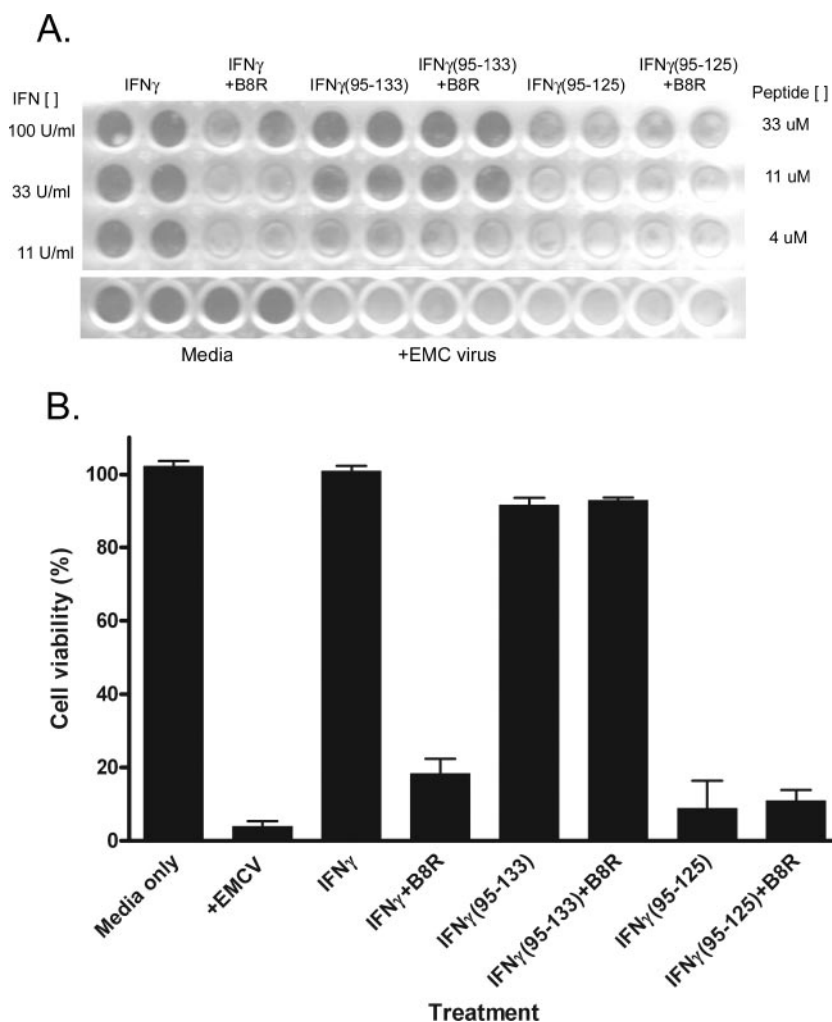 A.
IFNγ
IFNγ
+B8R
IFNγ(95-133)
IFNγ(95-133)
+B8R
IFNγ(95-125)
IFNγ(95-125)
+B8R
IFN [ ]
Peptide [ ]
100 U/ml
33 uM
33 U/ml
11 uM
11 U/ml
4 uM
Media
+EMC virus
B.
Cell viability (%)
100
80
60
40
20
0
Media only
+EMCV
IFNγ
IFNγ+B8R
IFNγ(95-133)
IFNγ(95-133)+B8R
IFNγ(95-125)
IFNγ(95-125)+B8R
Treatment